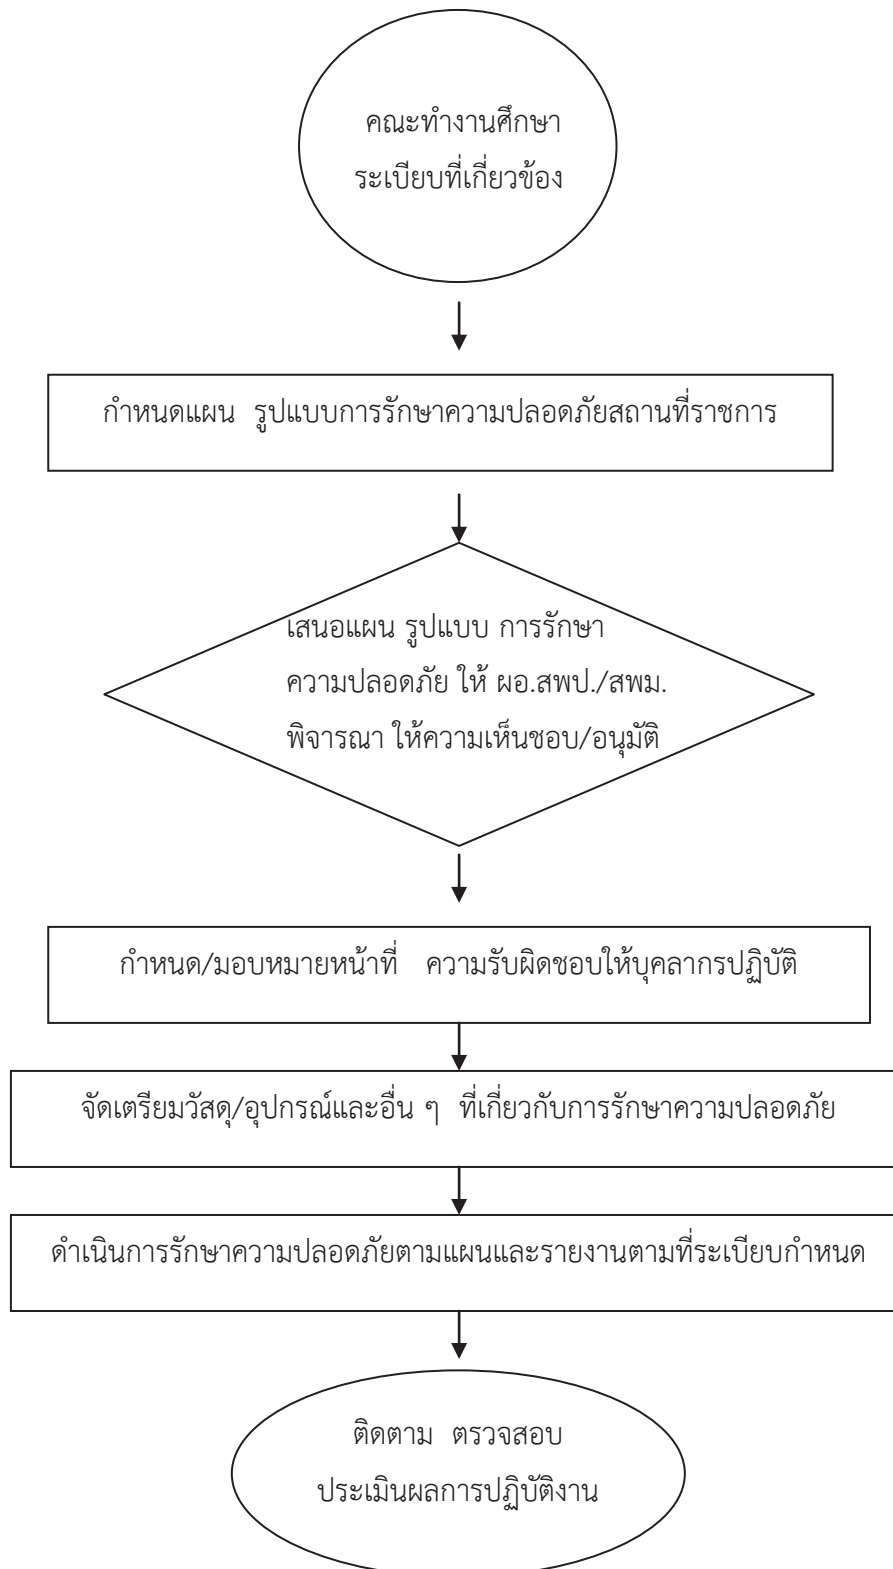 คณะทำงานศึกษา
ระเบียบที่เกี่ยวข้อง
กำหนดแผน รูปแบบการรักษาความปลอดภัยสถานที่ราชการ
เสนอแผน รูปแบบ การรักษา
ความปลอดภัย ให้ ผอ.สพป./สพม.
พิจารณา ให้ความเห็นชอบ/อนุมัติ
กำหนด/มอบหมายหน้าที่ ความรับผิดชอบให้บุคลากรปฏิบัติ
จัดเตรียมวัสดุ/อุปกรณ์และอื่น ๆ ที่เกี่ยวกับการรักษาความปลอดภัย
ดำเนินการรักษาความปลอดภัยตามแผนและรายงานตามที่ระเบียบกำหนด
ติดตาม ตรวจสอบ
ประเมินผลการปฏิบัติงาน